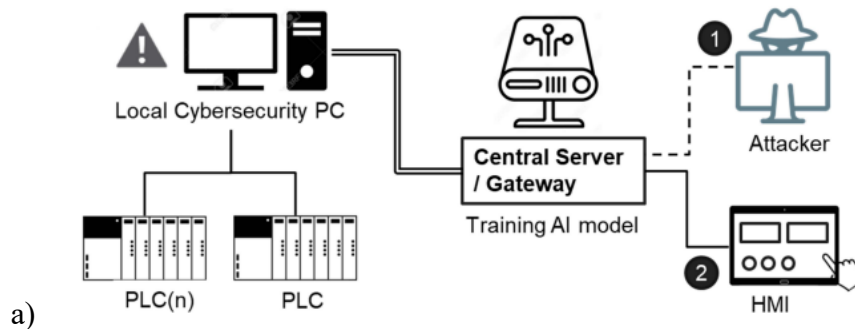 1
Local Cybersecurity PC
Attacker
Central Server
/ Gateway
Training AI model
2
PLC(n)
PLC
HMI
a)